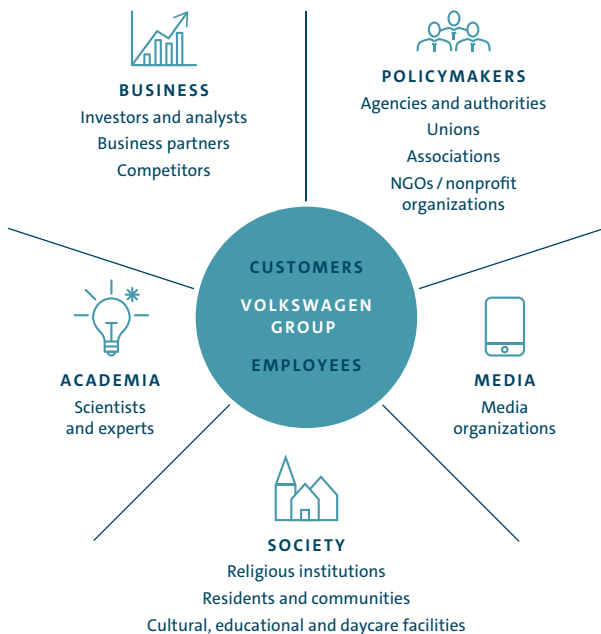 BUSINESS
Investors and analysts
Business partners
Competitors
POLICYMAKERS
Agencies and authorities
Unions
Associations
NGOs / nonprofit
organizations
CUSTOMERS
VOLKSWAGEN
GROUP
EMPLOYEES
ACADEMIA
Scientists
and experts
MEDIA
Media
organizations
SOCIETY
Religious institutions
Residents and communities
Cultural, educational and daycare facilities